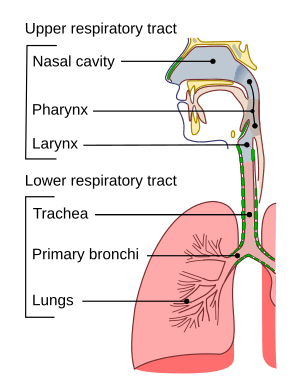 Upper respiratory tract
Nasal cavity
Pharynx
Larynx
Lower respiratory tract
Trachea
Primary bronchi
Lungs